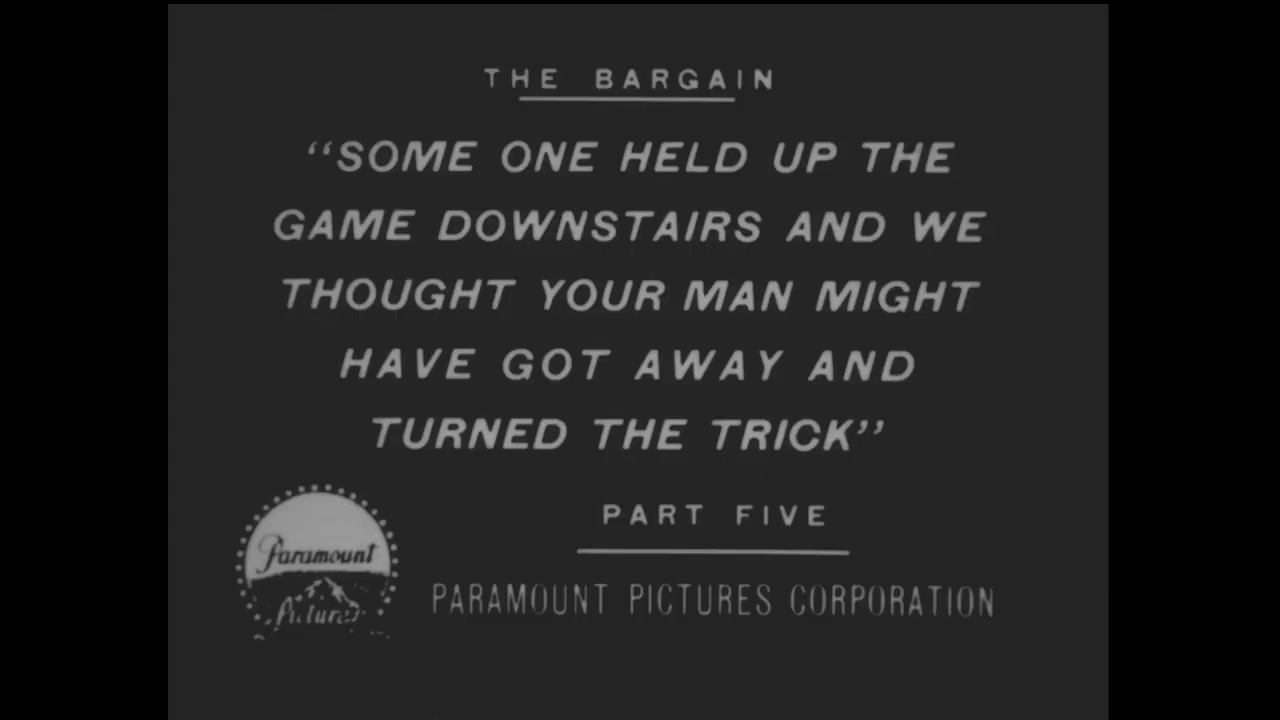 THE BARGAIN
“SOME ONE HELD UP THE
GAME DOWNSTAIRS AND WE
THOUGHT YOUR MAN MIGHT
HAVE GOT AWAY AND
TURNED THE TRICK”
PART FIVE
Paramount
Pictures
PARAMOUNT PICTURES CORPORATION